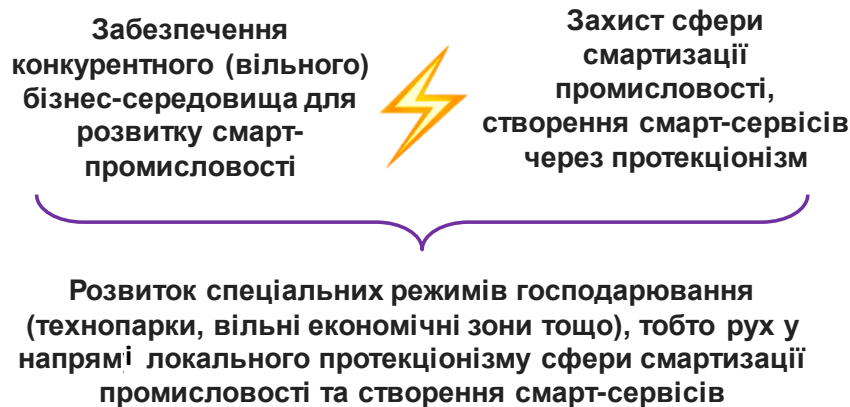 Забезпечення
конкурентного (вільного)
бізнес-середовища для
розвитку смарт-
промисловості
Захист сфери
смартизації
промисловості,
створення смарт-сервісів
через протекціонізм
Розвиток спеціальних режимів господарювання
(технопарки, вільні економічні зони тощо), тобто рух у
напрямі локального протекціонізму сфери смартизації
промисловості та створення смарт-сервісів